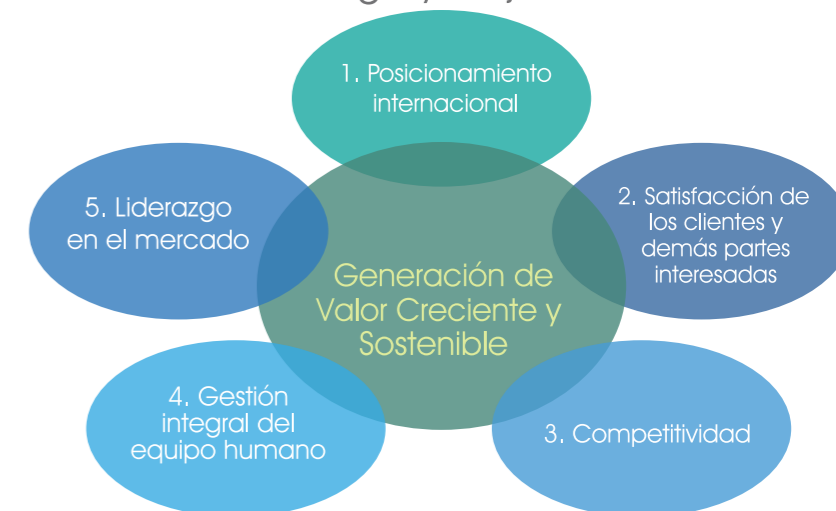 1. Posicionamiento
internacional
2. Satisfacción de
los clientes y
demás partes
interesadas
3. Competitividad
4. Gestión
integral del
equipo humano
5. Liderazgo
en el mercado
Generación de
Valor Creciente y
Sostenible